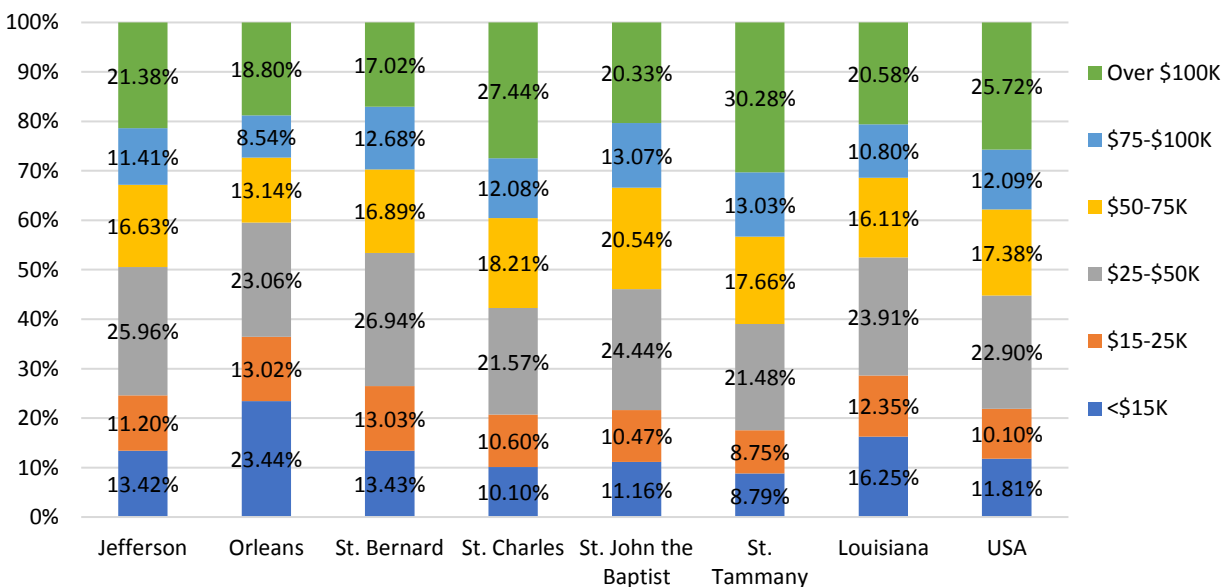 100%
90%
80%
70%
60%
50%
40%
30%
20%
10%
0%
21.38% 18.80% 17.02% 27.44% 20.33% 30.28% 20.58% 25.72%
11.41% 8.54% 12.68% 12.08% 13.07% 13.03% 10.80% 12.09%
16.63% 13.14% 16.89% 18.21% 20.54% 17.66% 16.11% 17.38%
25.96% 23.06% 26.94% 21.57% 24.44% 21.48% 23.91% 22.90%
11.20% 13.02% 13.03% 10.60% 10.47% 8.75% 12.35% 10.10%
13.42% 23.44% 13.43% 10.10% 11.16% 8.79% 16.25% 11.81%
Jefferson Orleans St. Bernard St. Charles St. John the St. Louisiana USA
Baptist Tammany
Over $100K
$75-$100K
$50-75K
$25-$50K
$15-25K
<$15K